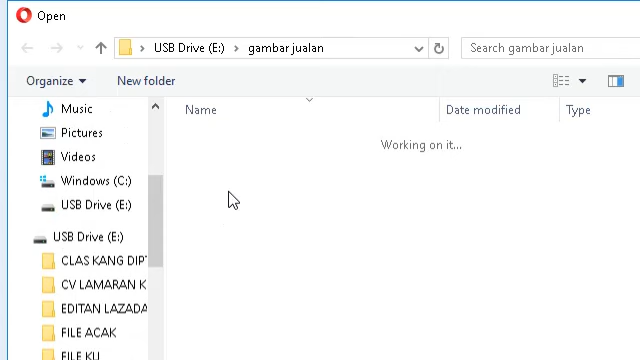 Open
USB Drive (E:) gambar jualan
Search gambar jualan
Organize
New folder
Name
Date modified
Type
Working on it...
Music
Pictures
Videos
Windows (C:)
USB Drive (E:)
USB Drive (E:)
CLAS KANG DIPT
CV LAMARAN K
EDITAN LAZADA
FILE ACAK
FILE KU